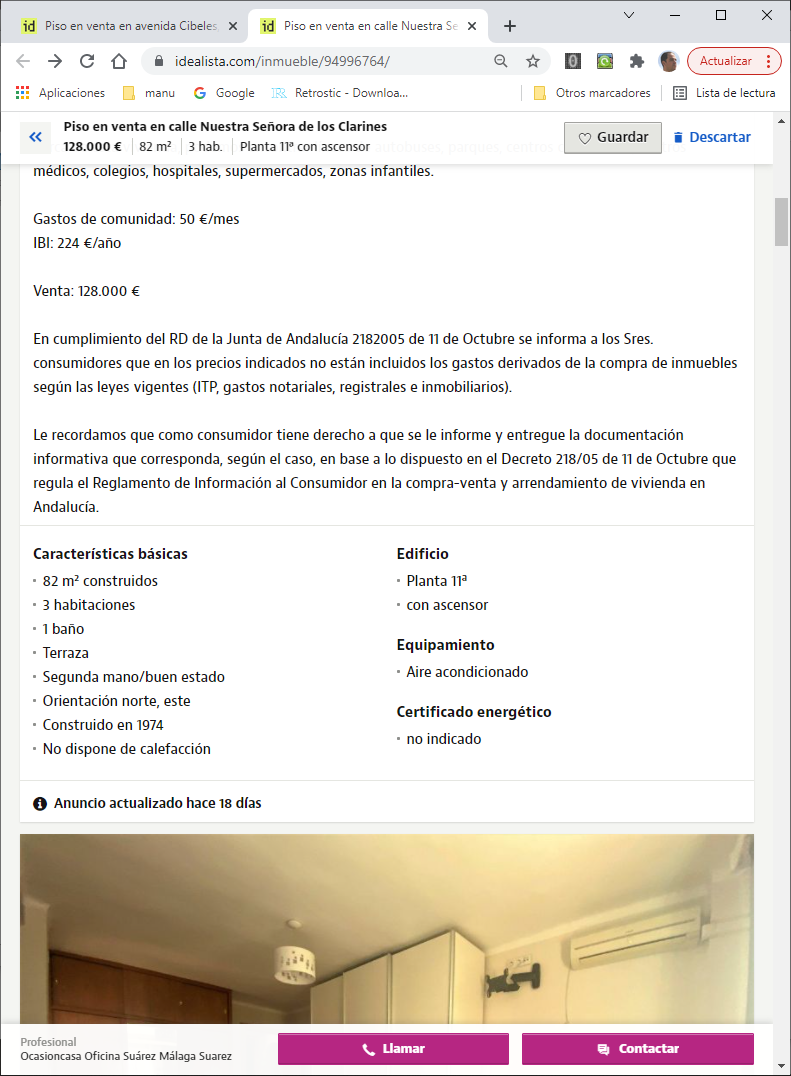 Piso en venta en avenida Cibeles,
Piso en venta en calle Nuestra Se
idealista.com/inmueble/94996764/
Actualizar
Aplicaciones
manu
Google
Retrostic - Downloa...
Otros marcadores
Lista de lectura
Piso en venta en calle Nuestra Señora de los Clarines
128.000 € 82 m² 3 hab. Planta 11ª con ascensor
Guardar
Descartar
médicos, colegios, hospitales, supermercados, zonas infantiles.
Gastos de comunidad: 50 €/mes
IBI: 224 €/año
Venta: 128.000 €
En cumplimiento del RD de la Junta de Andalucía 2182005 de 11 de Octubre se informa a los Sres.
consumidores que en los precios indicados no están incluidos los gastos derivados de la compra de inmuebles
según las leyes vigentes (ITP, gastos notariales, registrales e inmobiliarios).
Le recordamos que como consumidor tiene derecho a que se le informe y entregue la documentación
informativa que corresponda, según el caso, en base a lo dispuesto en el Decreto 218/05 de 11 de Octubre que
regula el Reglamento de Información al Consumidor en la compra-venta y arrendamiento de vivienda en
Andalucía.
Características básicas
82 m² construidos
3 habitaciones
1 baño
Terraza
Segunda mano/buen estado
Orientación norte, este
Construido en 1974
No dispone de calefacción
Edificio
Planta 11ª
con ascensor
Equipamiento
Aire acondicionado
Certificado energético
no indicado
Anuncio actualizado hace 18 días
Profesional
Ocasioncasa Oficina Suárez Málaga Suarez
Llamar
Contactar